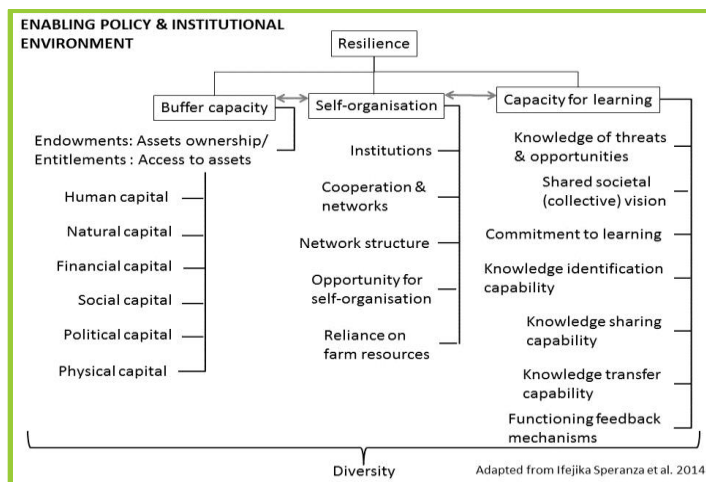 ENABLING POLICY & INSTITUTIONAL
ENVIRONMENT
Resilience
Buffer capacity
Self-organisation
Capacity for learning
Endowments: Assets ownership/
Entitlements : Access to assets
Human capital
Natural capital
Financial capital
Social capital
Political capital
Physical capital
Institutions
Cooperation &
networks
Network structure
Opportunity for
self-organisation
Reliance on
farm resources
Knowledge of threats
& opportunities
Shared societal
(collective) vision
Commitment to learning
Knowledge identification
capability
Knowledge sharing
capability
Knowledge transfer
capability
Functioning feedback
mechanisms
Diversity
Adapted from Ifejika Speranza et al. 2014